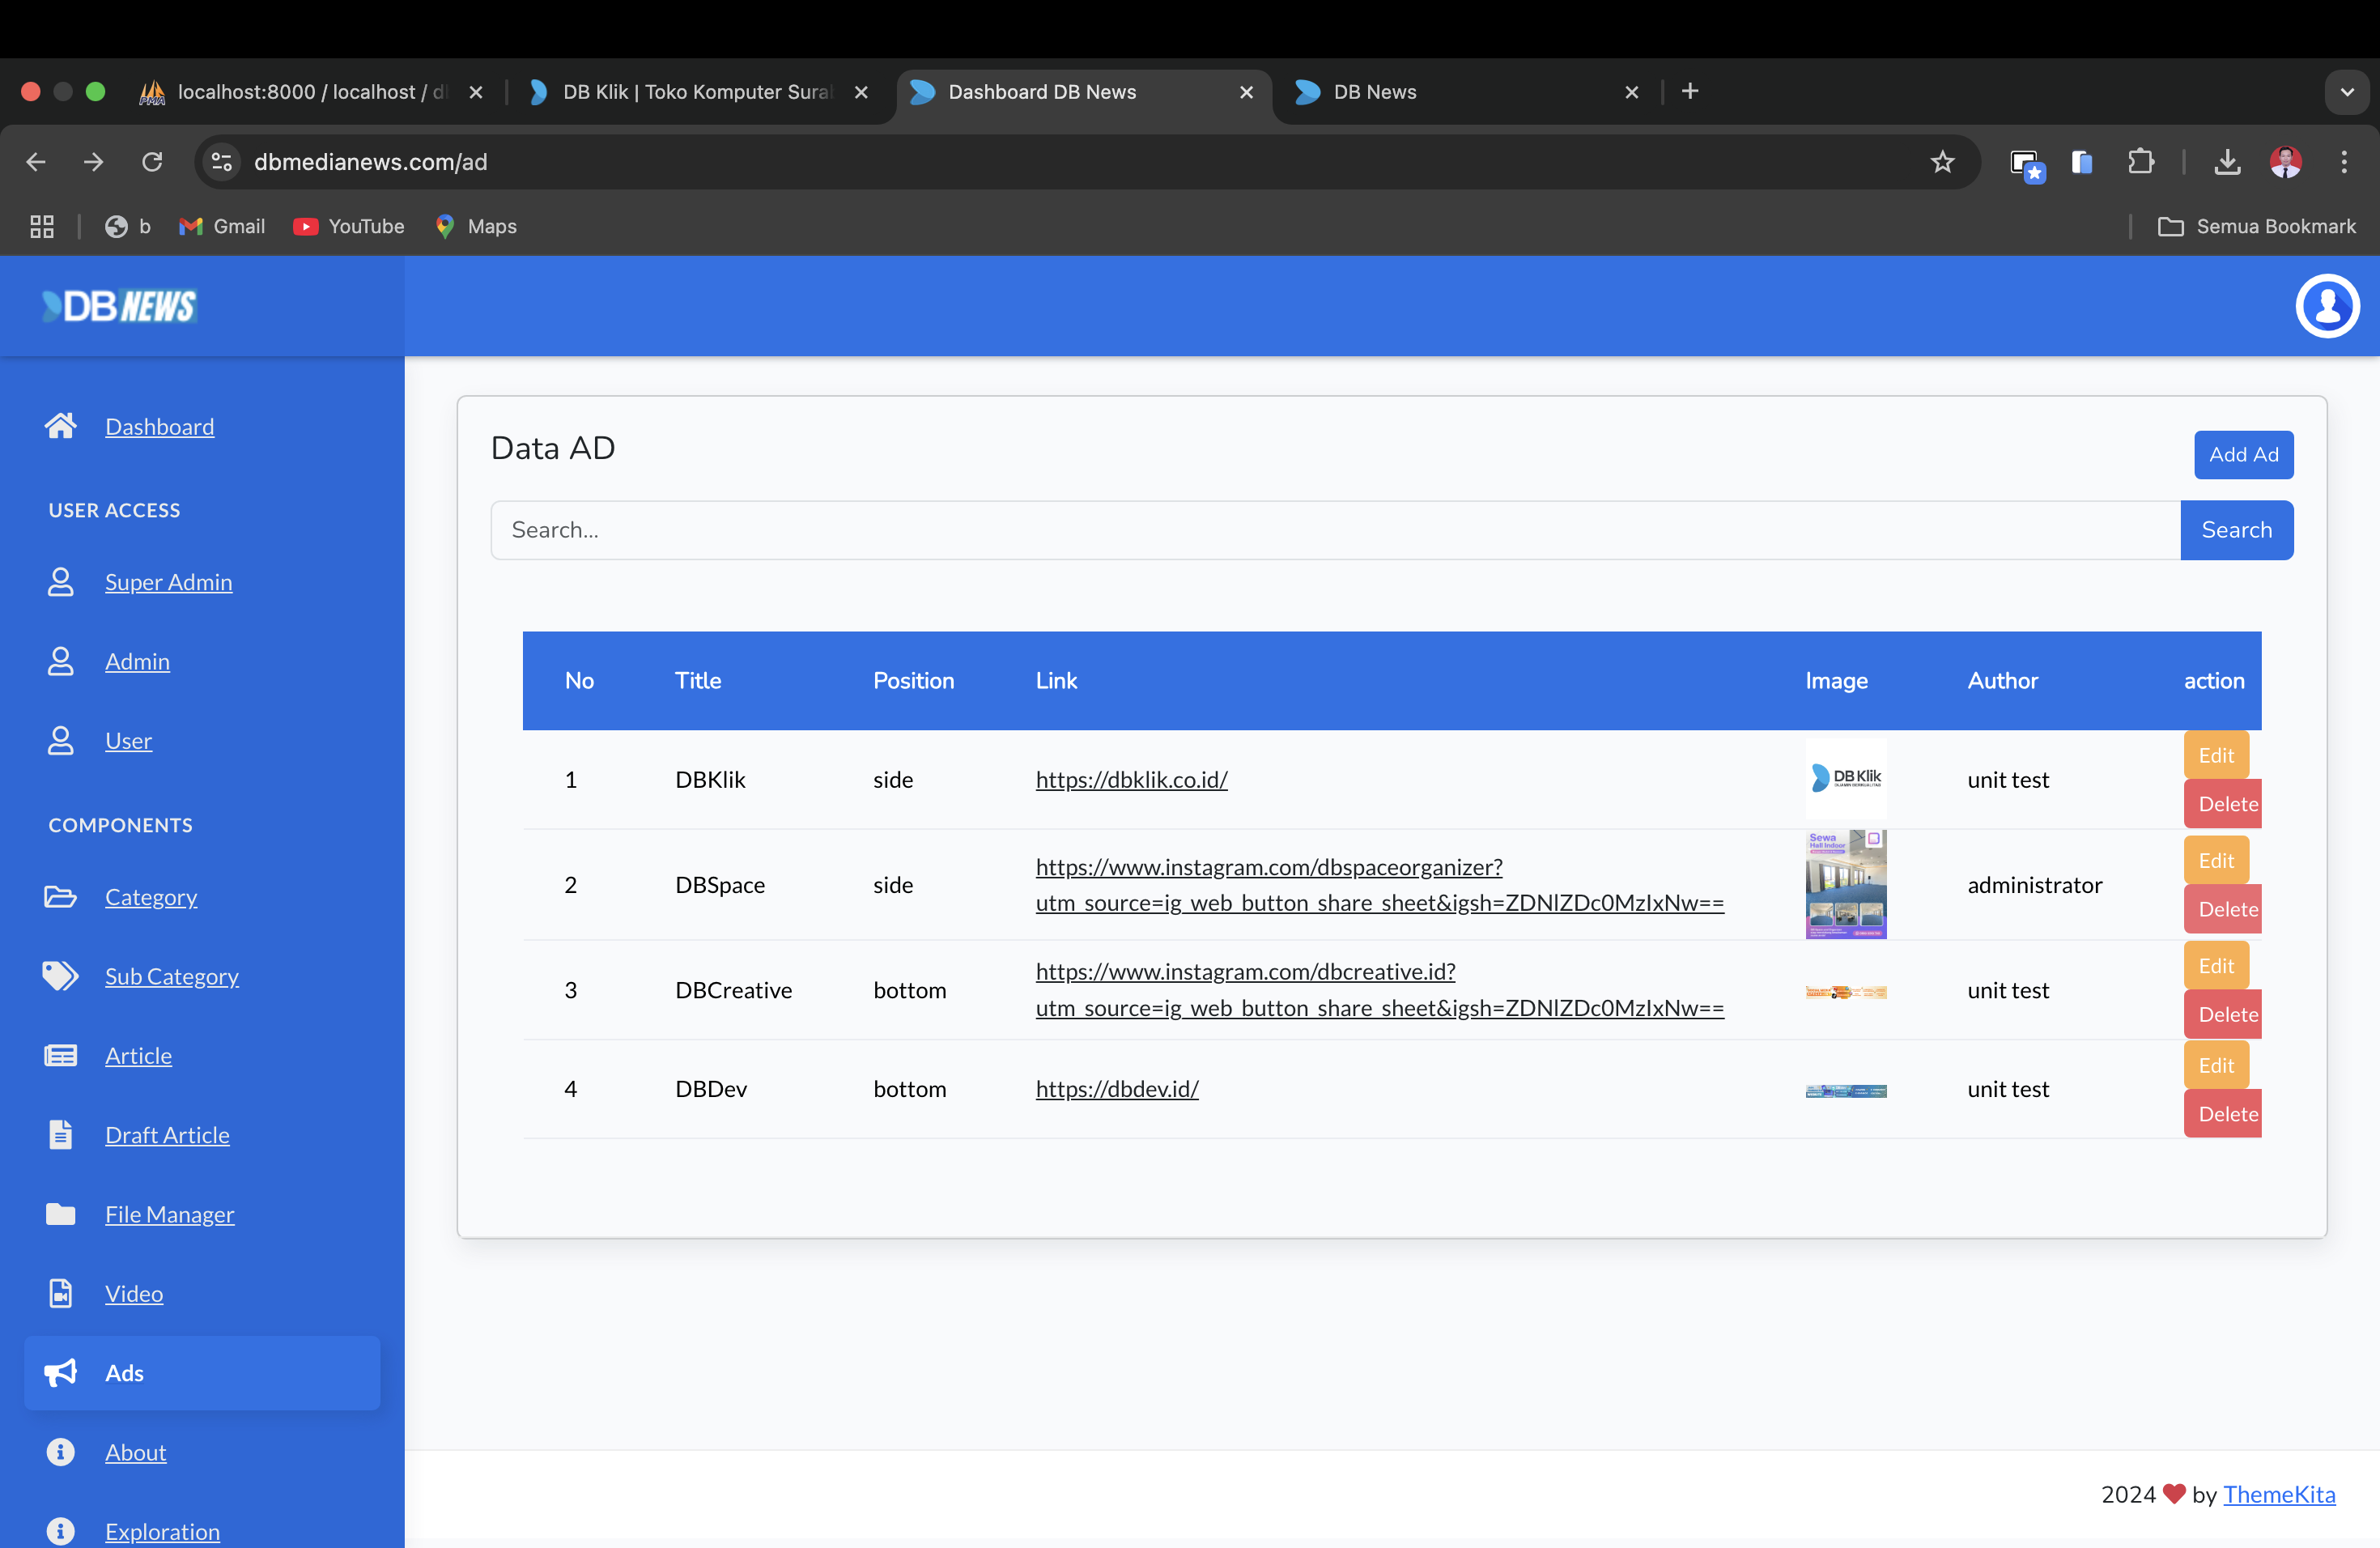 localhost:8000 / localhost / d
DB Klik | Toko Komputer Sura
Dashboard DB News
DB News
dbmedianews.com/ad
b
Gmail
YouTube
Maps
Semua Bookmark
DB NEWS
Dashboard
USER ACCESS
Super Admin
Admin
User
COMPONENTS
Category
Sub Category
Article
Draft Article
File Manager
Video
Ads
About
Exploration
Data AD
Add Ad
Search...
Search
No Title Position Link Image Author action
1 DBKlik side https://dbklik.co.id/ DB Klik unit test Edit
Delete
Sewa
Hall Indoor
2 DBSpace side https://www.instagram.com/dbspaceorganizer?
utm_source=ig_web_button_share_sheet&igsh=ZDNlZDc0MzIxNw== administrator Edit
Delete
3 DBCreative bottom https://www.instagram.com/dbcreative.id?
utm_source=ig_web_button_share_sheet&igsh=ZDNlZDc0MzIxNw== unit test Edit
Delete
4 DBDev bottom https://dbdev.id/ unit test Edit
Delete
2024 ❤ by ThemeKita